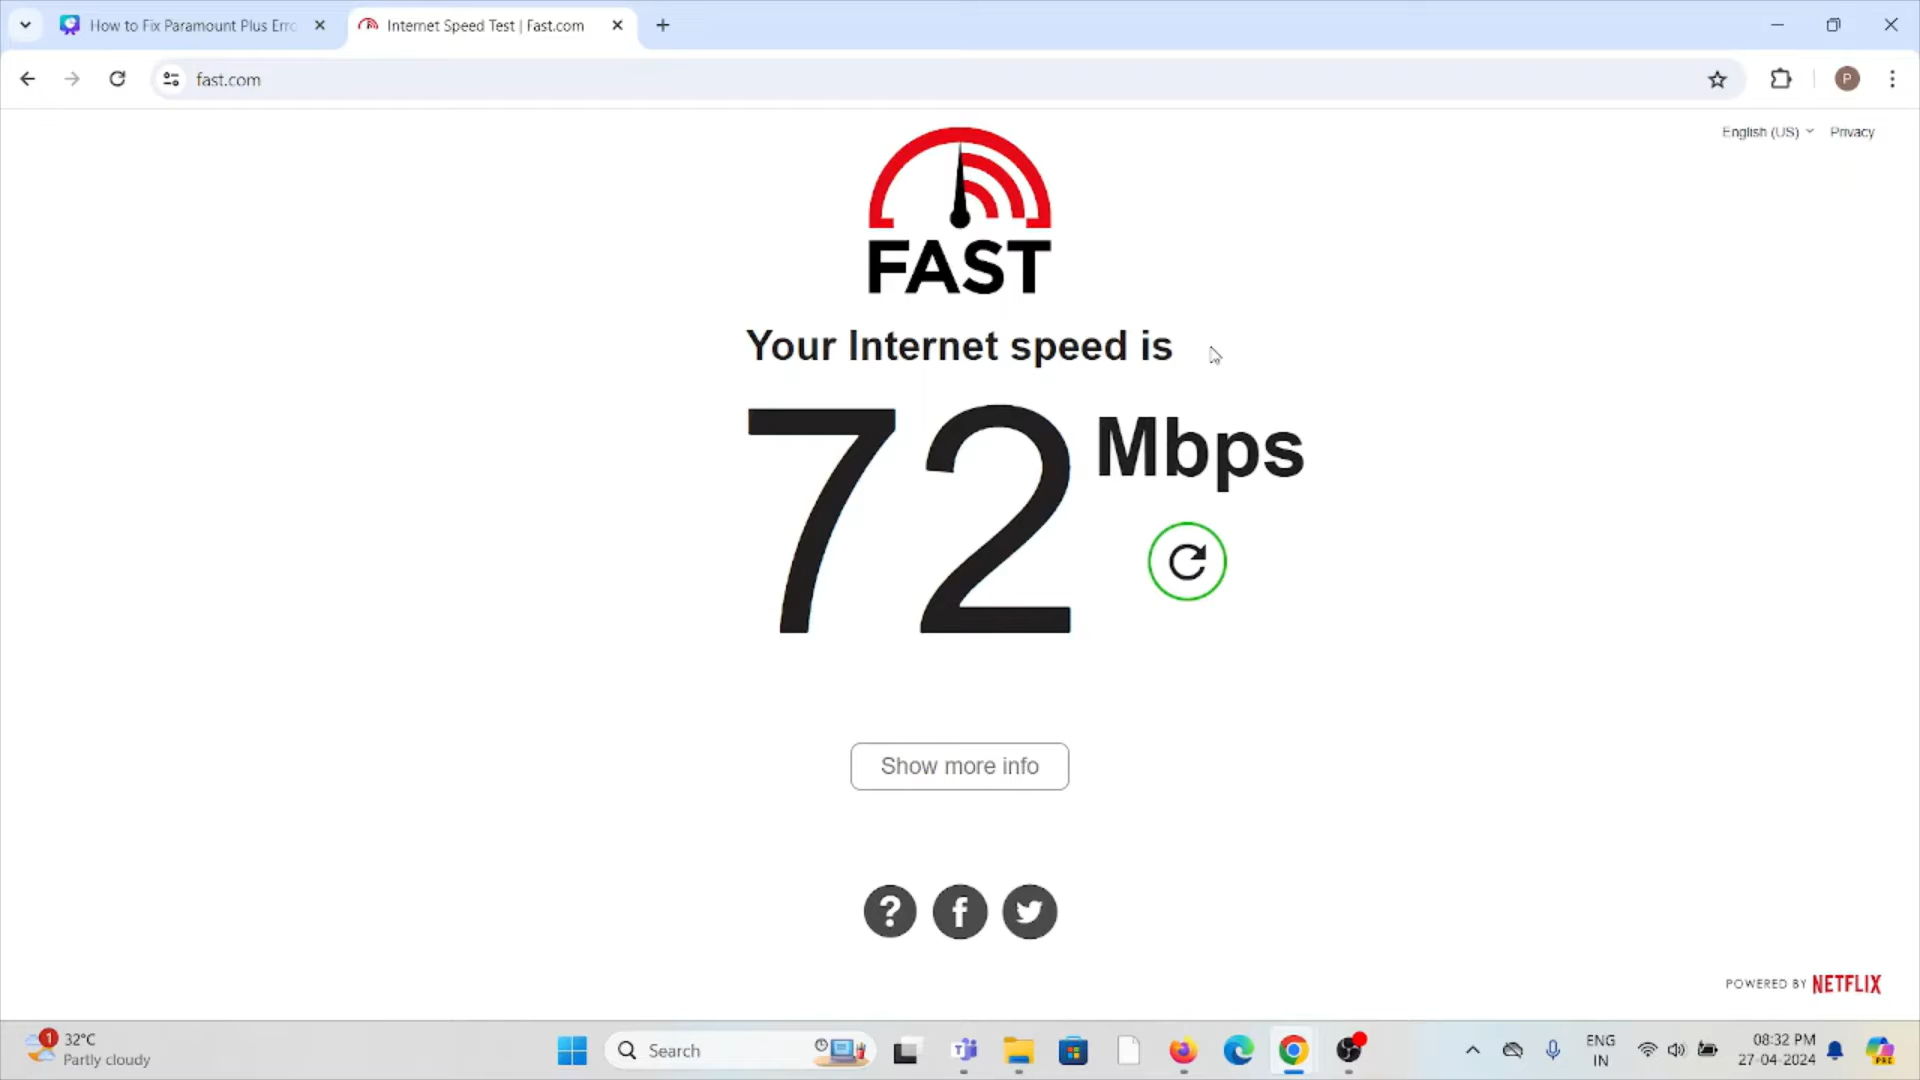 How to Fix Paramount Plus Erro
Internet Speed Test | Fast.com
fast.com
P
English (US)
Privacy
FAST
Your Internet speed is
72 Mbps
Show more info
?
f
POWERED BY NETFLIX
1
32°C
Partly cloudy
Search
ENG
IN
08:32 PM
27-04-2024
PRE